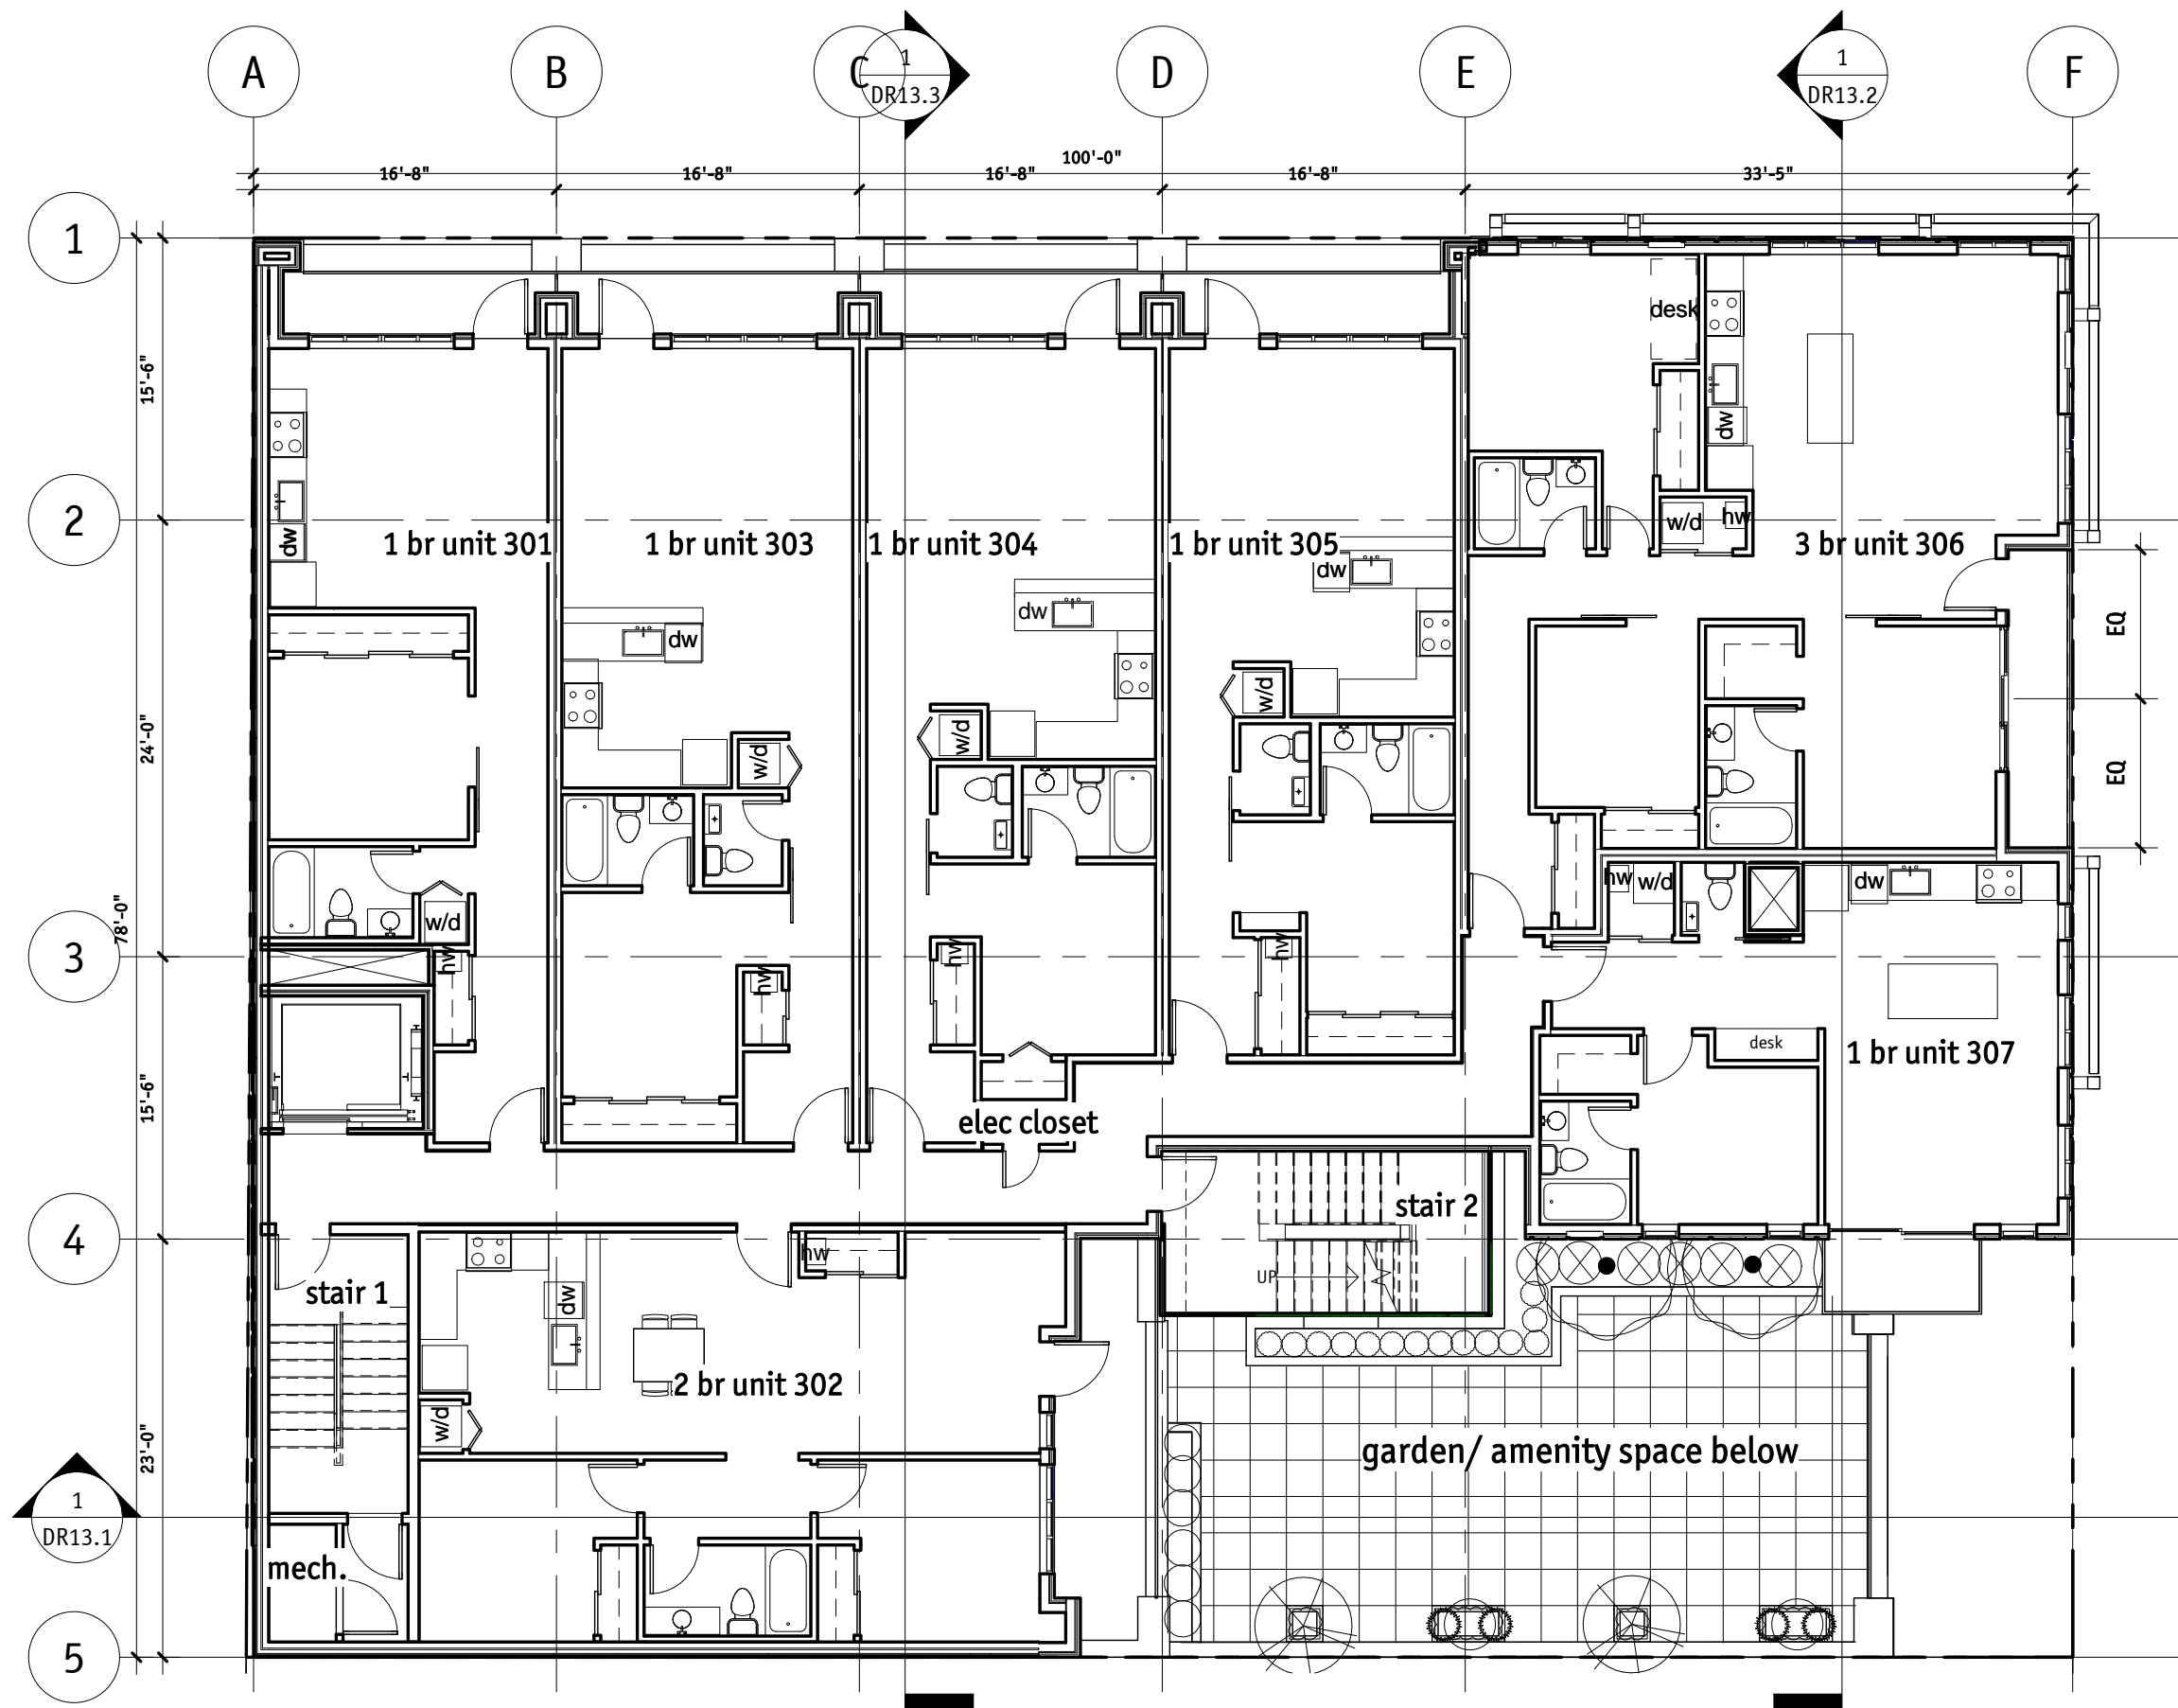 A
B
C
1
DR13.3
D
E
1
DR13.2
F
100'-0"
16'-8"
16'-8"
16'-8"
16'-8"
33'-5"
1
desk
15'-6"
dw
2
w/d
hw
1 br unit 301
1 br unit 303
1 br unit 304
1 br unit 305
3 br unit 306
dw
dw
dw
dw
EQ
w/d
w/d
w/d
24'-0"
EQ
hw
w/d
dw
w/d
78'-0"
3
hw
hw
hw
hw
desk
1 br unit 307
15'-6"
elec closet
stair 2
4
hw
UP
stair 1
dw
2 br unit 302
w/d
23'-0"
garden/ amenity space below
1
DR13.1
mech.
5